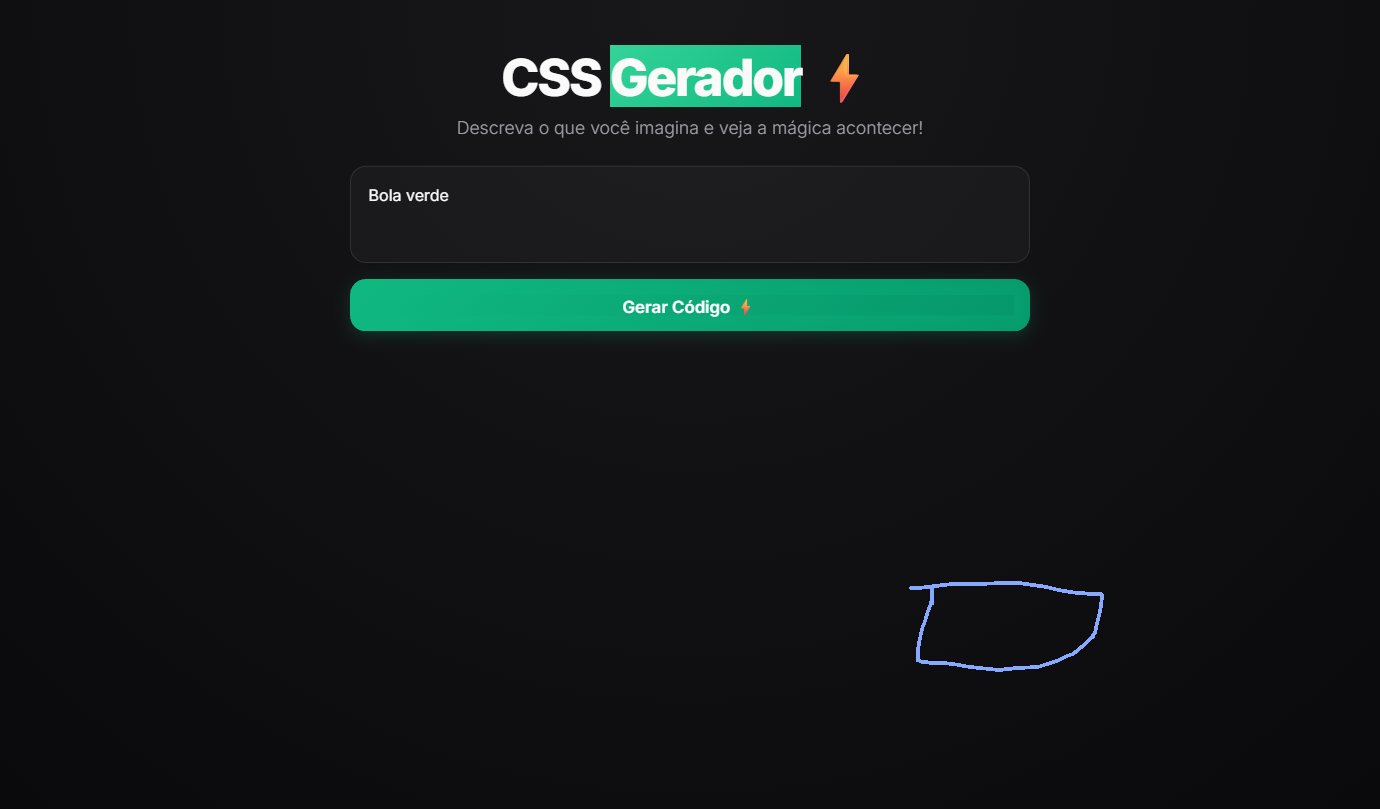 CSS Gerador ⚡
Descreva o que você imagina e veja a mágica acontecer!
Bola verde
Gerar Código ⚡